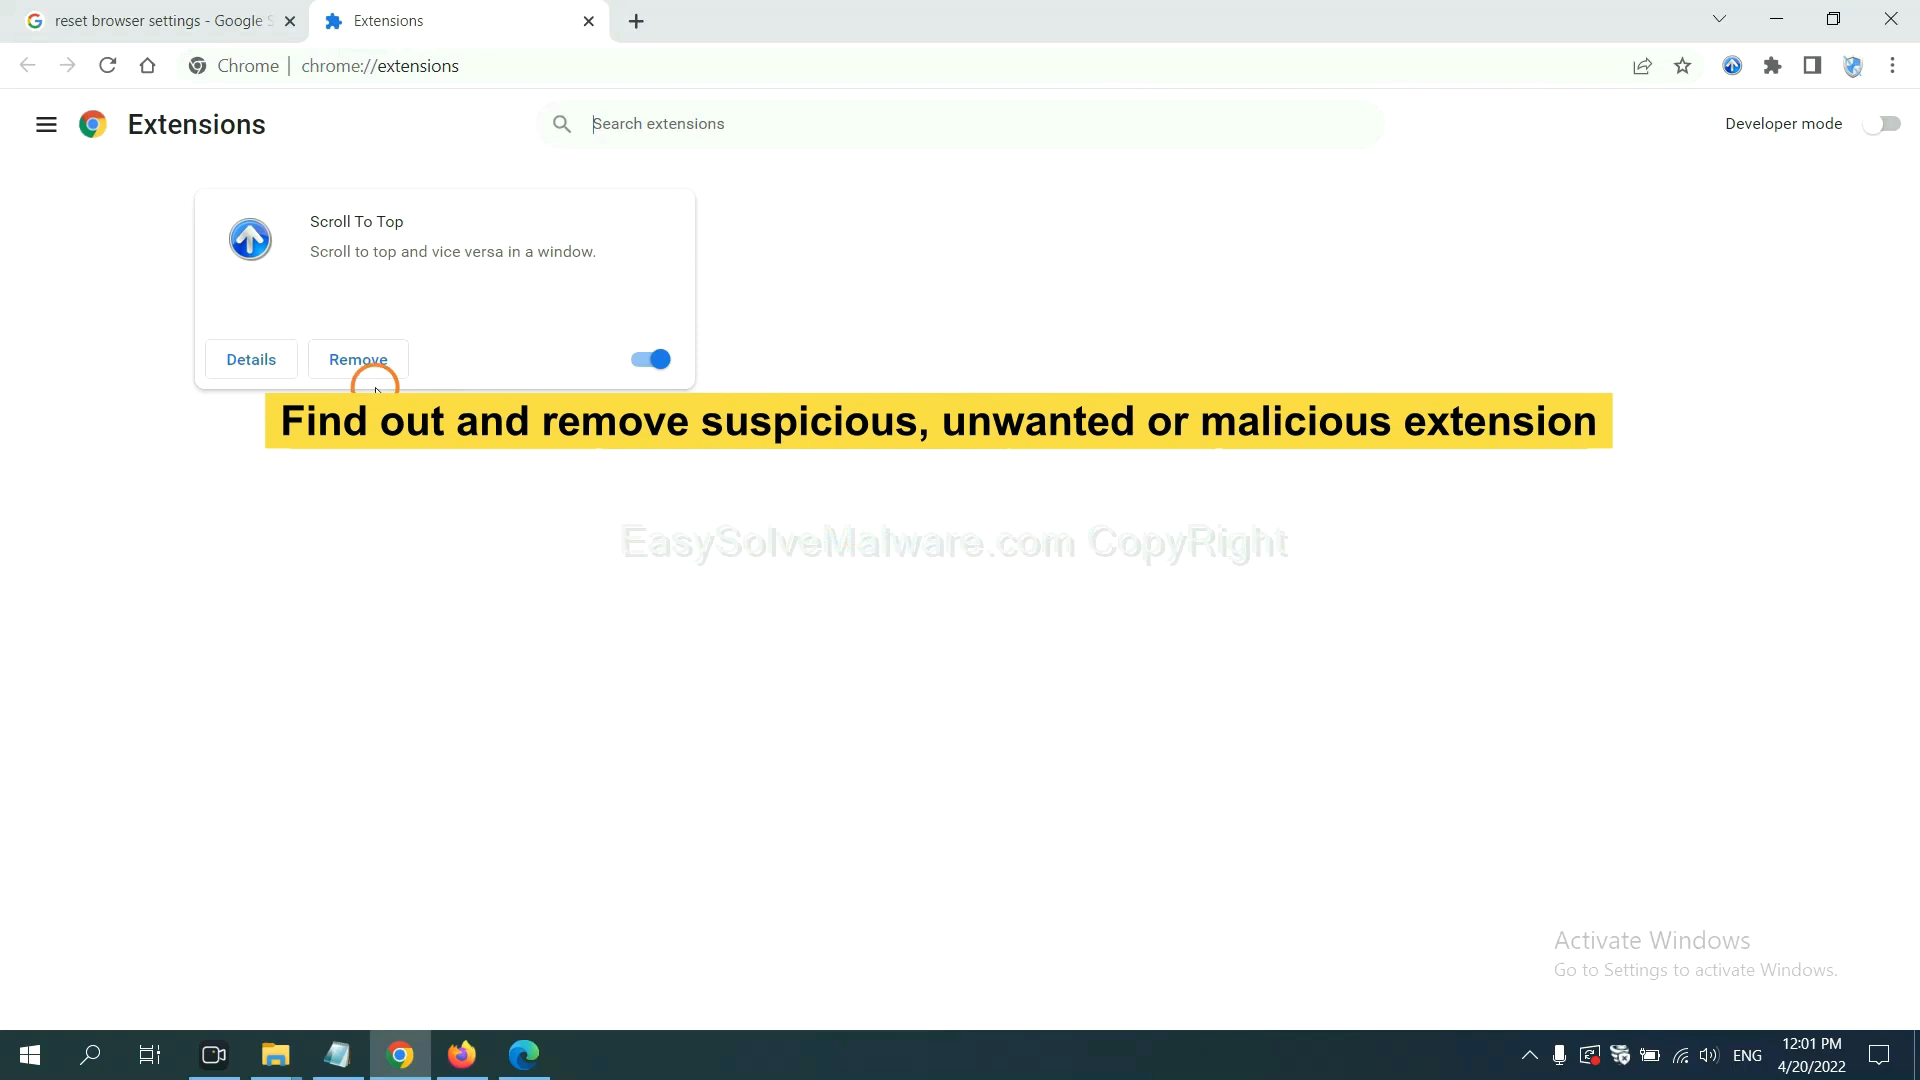 reset browser settings - Google S
Extensions
Chrome
chrome://extensions
Extensions
Search extensions
Developer mode
Scroll To Top
Scroll to top and vice versa in a window.
Details
Remove
Find out and remove suspicious, unwanted or malicious extension
EasySolveMalware.com CopyRight
Activate Windows
Go to Settings to activate Windows.
ENG
12:01 PM
4/20/2022